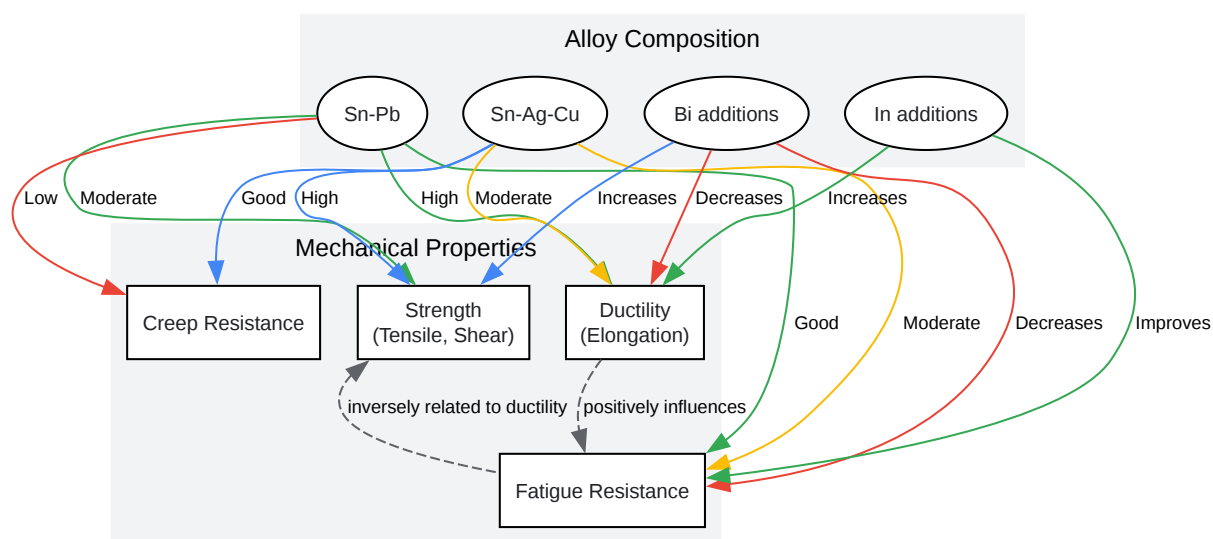 Alloy Composition
Sn-Pb
Sn-Ag-Cu
Bi additions
In additions
Low
Moderate
Good
High
High
Moderate
Increases
Decreases
Increases
Mechanical Properties
Creep Resistance
Strength
(Tensile, Shear)
Ductility
(Elongation)
Good
Moderate
Decreases
Improves
inversely related to ductility
positively influences
Fatigue Resistance